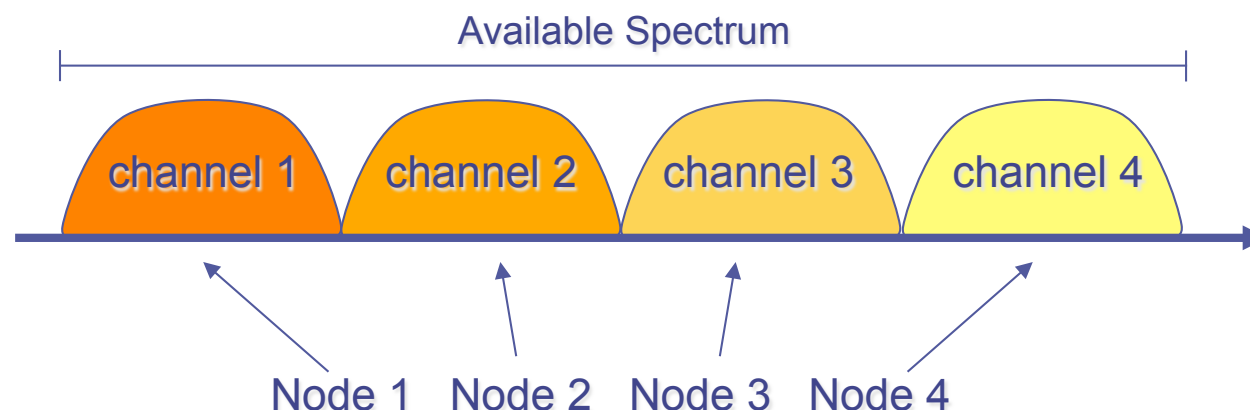 Available Spectrum
channel 1 channel 2 channel 3 channel 4
Node 1 Node 2 Node 3 Node 4